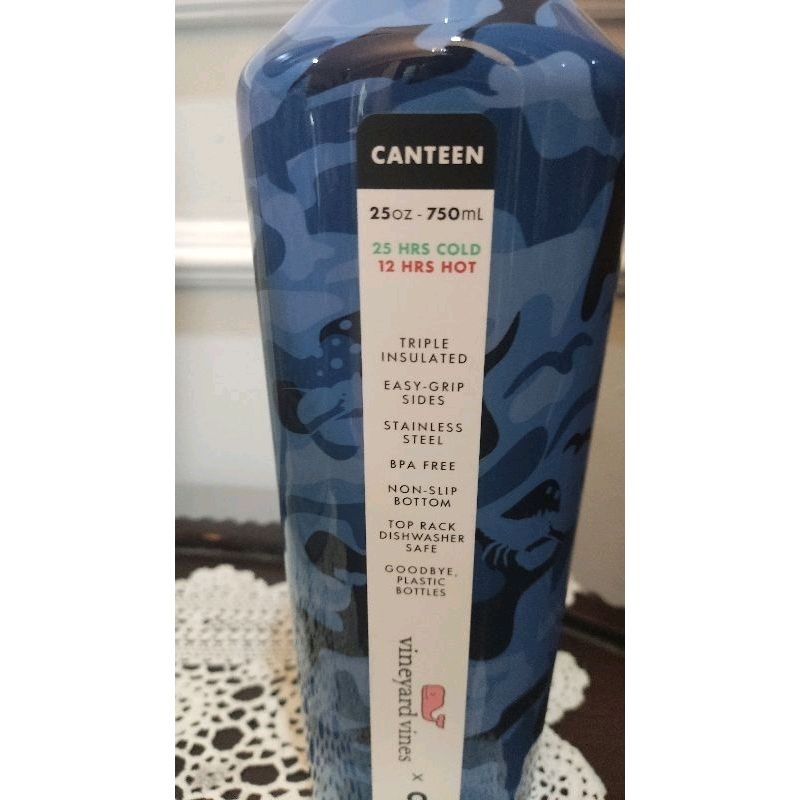 CANTEEN
25oz - 750mL
25 HRS COLD
12 HRS HOT
TRIPLE
INSULATED
EASY-GRIP
SIDES
STAINLESS
STEEL
BPA FREE
NON-SLIP
BOTTOM
TOP RACK
DISHWASHER
SAFE
GOODBYE,
PLASTIC
BOTTLES
vineyard vines x